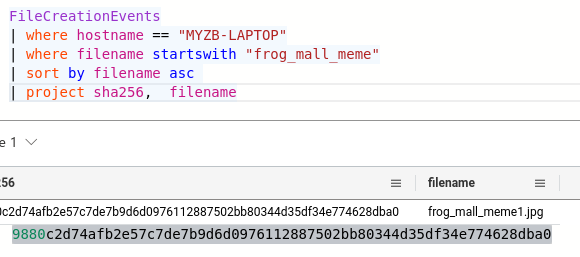 FileCreationEvents
| where hostname == "MYZB-LAPTOP"
| where filename startswith "frog_mall_meme"
| sort by filename asc
| project sha256,  filename
e 1
256 filename
0c2d74afb2e57c7de7b9d6d0976112887502bb80344d35df34e774628dba0 frog_mall_meme1.jpg
9880c2d74afb2e57c7de7b9d6d0976112887502bb80344d35df34e774628dba0